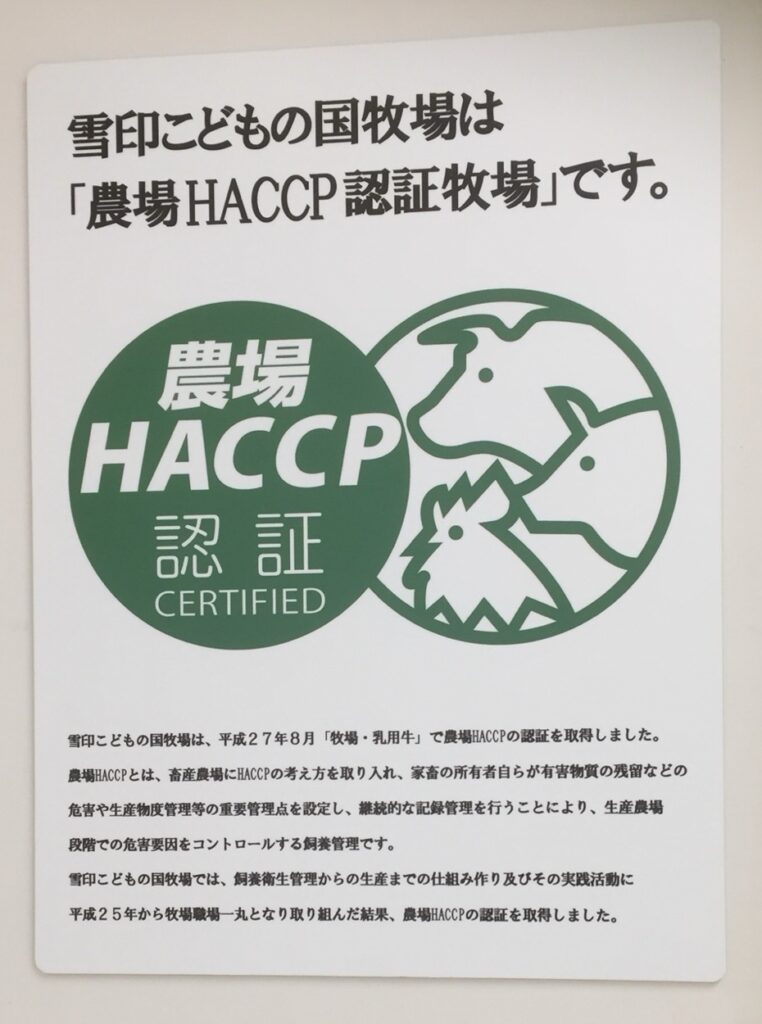 雪印こどもの国牧場は
「農場HACCP認証牧場」です。
農場
HACCP
認証
CERTIFIED
雪印こどもの国牧場は、平成27年8月「牧場・乳用牛」で農場HACCPの認証を取得しました。
農場HACCPとは、畜産農場にHACCPの考え方を取り入れ、家畜の所有者自らが有害物質の残留などの
危害や生産物度管理等の重要管理点を設定し、継続的な記録管理を行うことにより、生産農場
段階での危害要因をコントロールする飼養管理です。
雪印こどもの国牧場では、飼養衛生管理からの生産までの仕組み作り及びその実践活動に
平成25年から牧場職場一丸となり取り組んだ結果、農場HACCPの認証を取得しました。